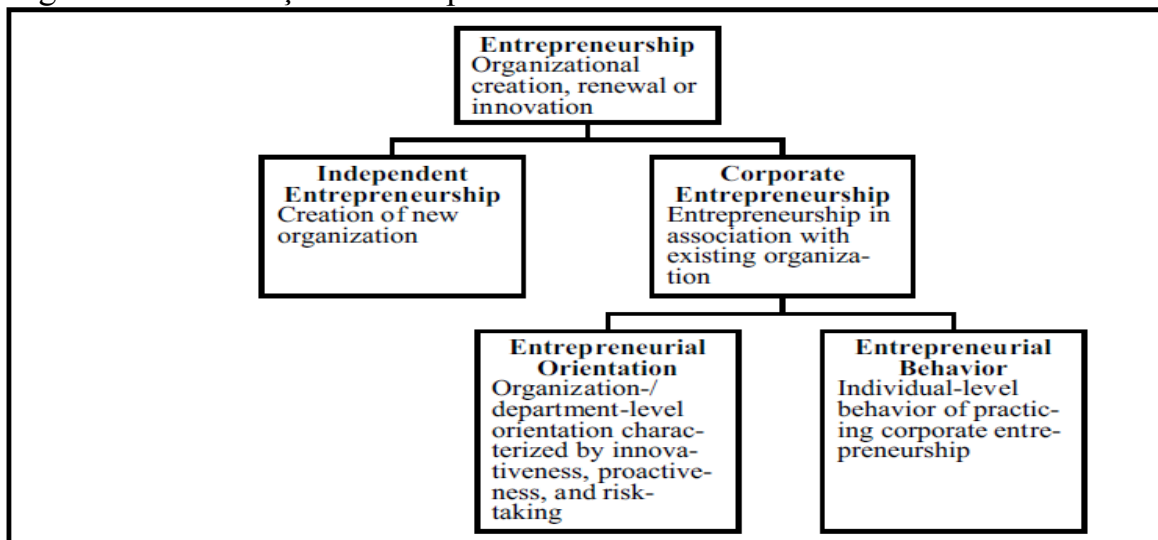 Entrepreneurship
Organizational
creation, renewal or
innovation
Independent
Entrepreneurship
Creation of new
organization
Corporate
Entrepreneurship
Entrepreneurship in
association with
existing organiza-
tion
Entrepreneurial
Orientation
Organization-/
department-level
orientation charac-
terized by innova-
tiveness, proactive-
ness, and risk-
taking
Entrepreneurial
Behavior
Individual-level
behavior of practic-
ing corporate entre-
preneurship